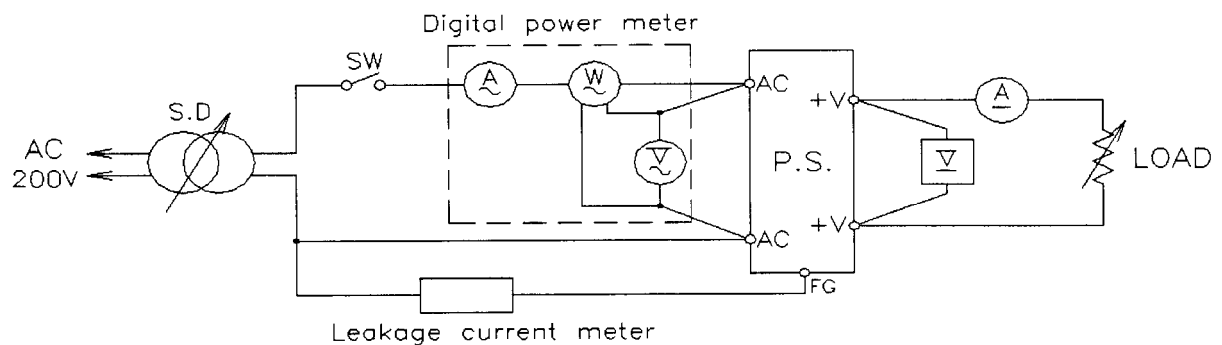 Digital power meter
SW
A
W
AC
+V
A
S.D
AC
200V
V
P.S.
V
LOAD
AC
+V
FG
Leakage current meter